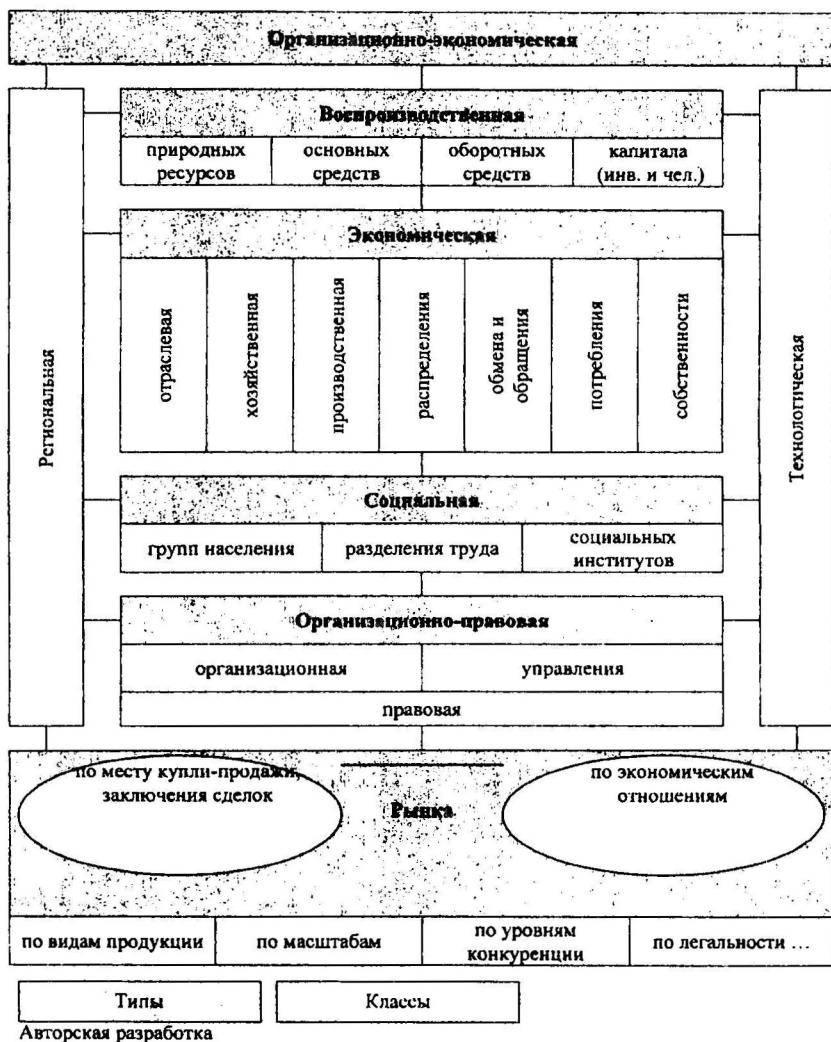 Организационно-экономическая
Воспроизводственная
природных
ресурсов
основных
средств
оборотных
средств
капитала
(инв. и чел.)
Экономическая
отраслевая
хозяйственная
производственная
распределения
обмена и
обращения
потребления
собственности
Региональная
Технологическая
Социальная
групп населения
разделения труда
социальных
институтов
Организационно-правовая
организационная
управления
правовая
по месту купли-продажи,
заключения сделок
Рынка
по экономическим
отношениям
по видам продукции
по масштабам
по уровням
конкуренции
по легальности ...
Типы
Классы
Авторская разработка